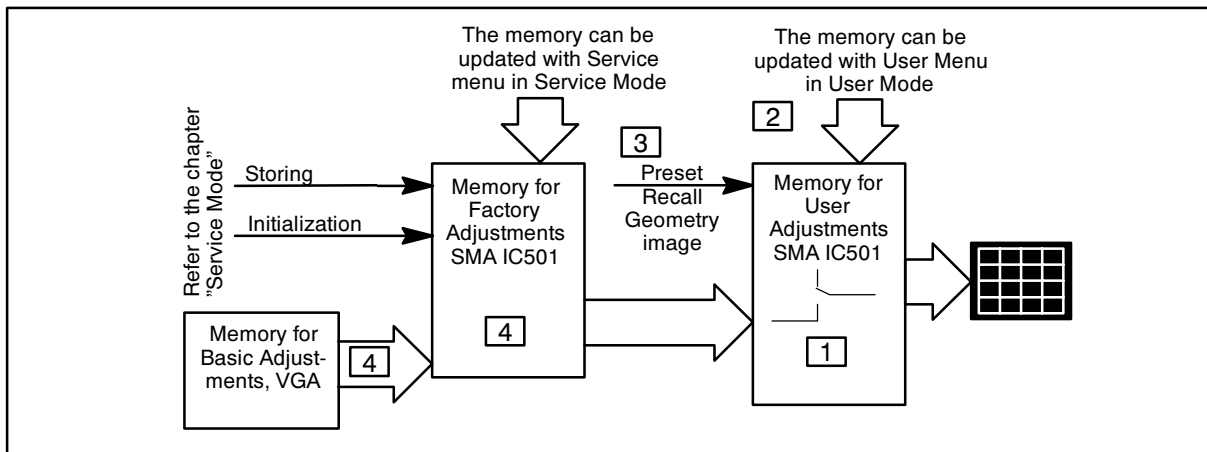 The memory can be
updated with Service
menu in Service Mode
The memory can be
updated with User Menu
in User Mode
2
3
Refer to the chapter
”Service Mode”
Storing
Initialization
Memory for
Factory
Adjustments
SMA IC501
4
Preset
Recall
Geometry
image
Memory for
User
Adjustments
SMA IC501
1
Memory for
Basic Adjust-
ments, VGA
4